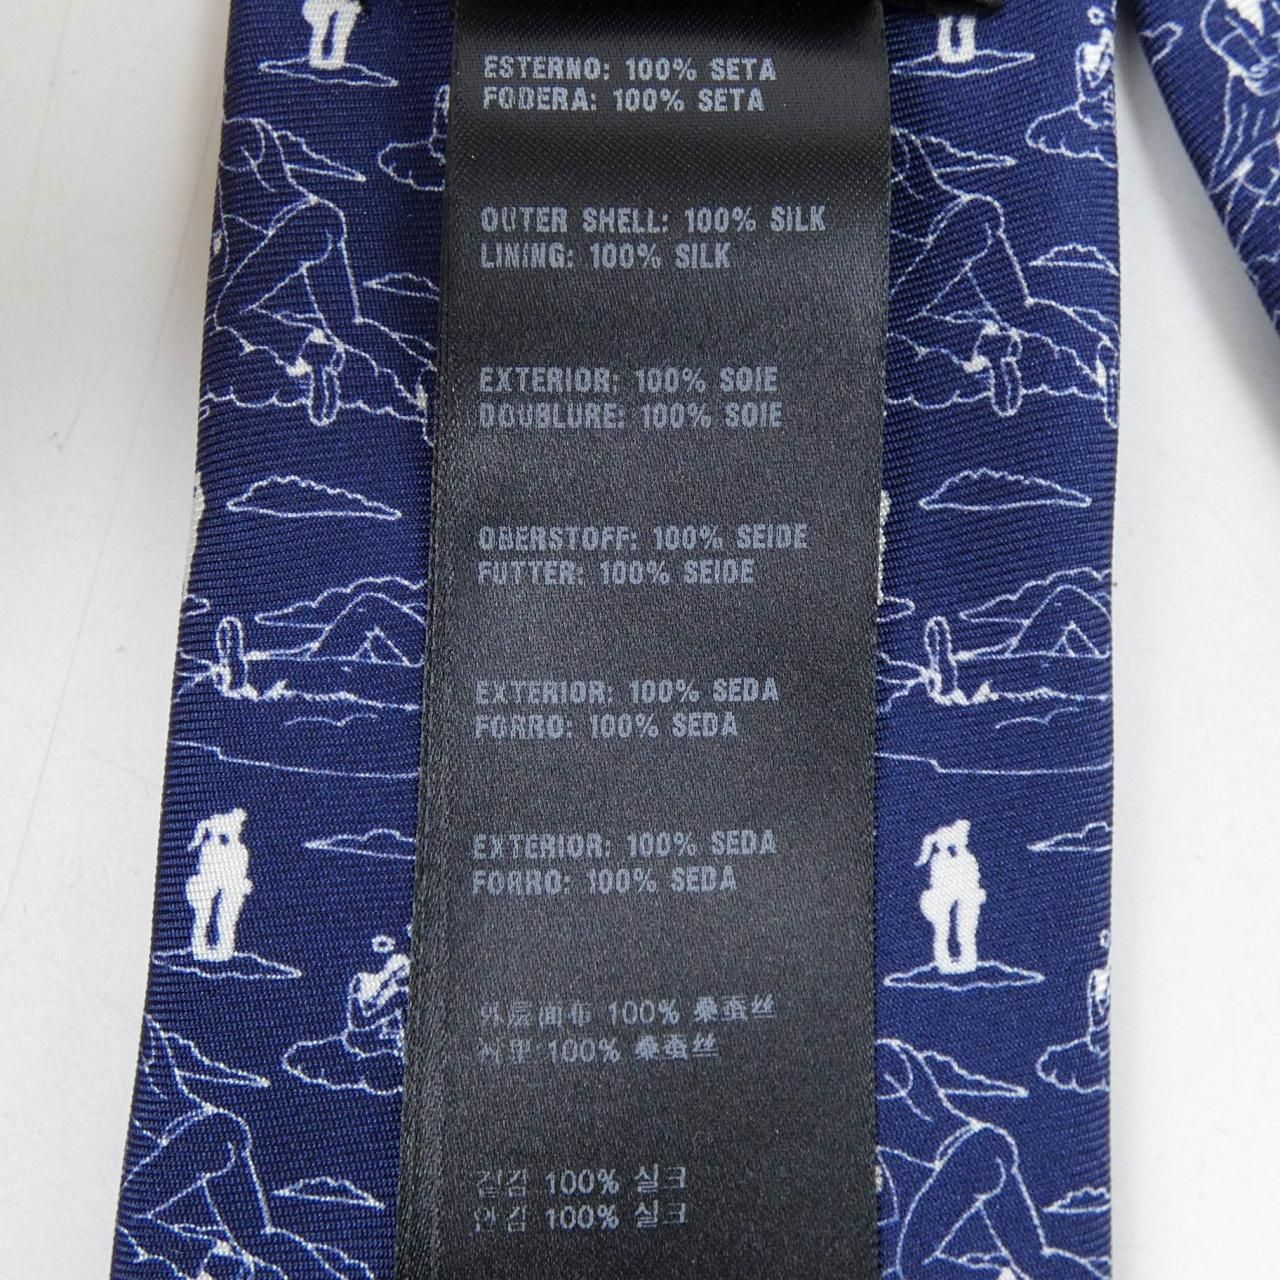 ESTERNO: 100% SETA
FODERA: 100% SETA
OUTER SHELL: 100% SILK
LINING: 100% SILK
EXTERIOR: 100% SOIE
DOUBLURE: 100% SOIE
OBERSTOFF: 100% SEIDE
FUTTER: 100% SEIDE
EXTERIOR: 100% SEDA
FORRO: 100% SEDA
EXTERIOR: 100% SEDA
FORRO: 100% SEDA
外层面布 100% 桑蚕丝
衬里 100% 桑蚕丝
겉감 100% 실크
안감 100% 실크